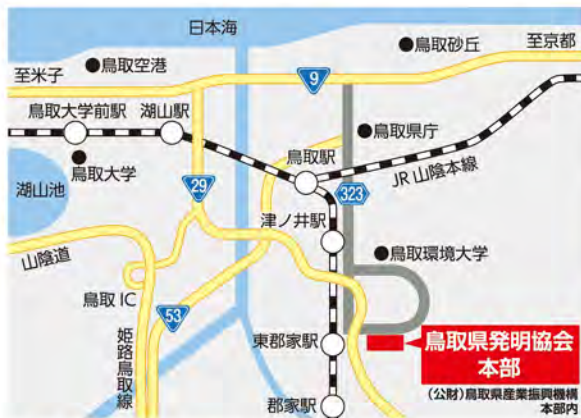 日本海
鳥取砂丘
至京都
鳥取空港
至米子
9
鳥取大学前駅
湖山駅
鳥取県庁
鳥取駅
鳥取大学
JR山陰本線
湖山池
29
323
津ノ井駅
山陰道
鳥取環境大学
鳥取IC
53
姫路鳥取線
東郡家駅
鳥取県発明協会
本部
(公財)鳥取県産業振興機構
本部内
郡家駅